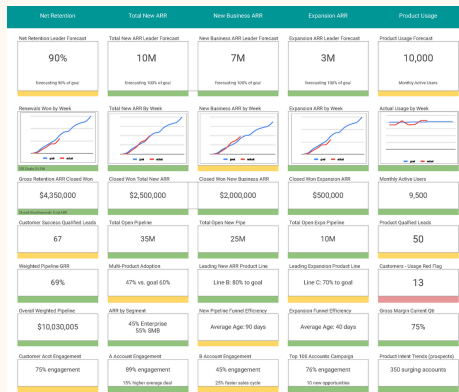 Net Retention Total New ARR New Business ARR Expansion ARR Product Usage
Net Retention Leader Forecast Total New ARR Leader Forecast New Business ARR Leader Forecast Expansion ARR Leader Forecast Product Usage Forecast
90% 10M 7M 3M 10,000
forecasting 90% of goal forecasting 100% of goal forecasting 100% of goal forecasting 100% of goal Monthly Active Users
Renewals Won by Week Total New ARR By Week New Business ARR by Week Expansion ARR by Week Actual Usage by Week
goal actual goal actual goal actual goal actual goal actual
Gross Retention ARR Closed Won Closed Won Total New ARR Closed Won New Business ARR Closed Won Expansion ARR Monthly Active Users
$4,350,000 $2,500,000 $2,000,000 $500,000 9,500
Customer Success Qualified Leads Total Open Pipeline Total Open New Pipe Total Open Expn Pipeline Product Qualified Leads
67 35M 25M 10M 50
Weighted Pipeline GRR Multi-Product Adoption Leading New ARR Product Line Leading Expansion Product Line Customers - Usage Red Flag
69% 47% vs. goal 60% Line B: 80% to goal Line C: 70% to goal 13
Overall Weighted Pipeline ARR by Segment New Pipeline Funnel Efficiency Expansion Funnel Efficiency Gross Margin Current Qtr
$10,030,005 45% Enterprise Average Age: 90 days Average Age: 40 days 75%
55% SMB
Customer Acct Engagement A Account Engagement B Account Engagement Top 100 Accounts Campaign Product Intent Trends (prospects)
75% engagement 89% engagement 45% engagement 76% engagement 350 surging accounts
15% higher average deal 25% faster sales cycle 10 new opportunities